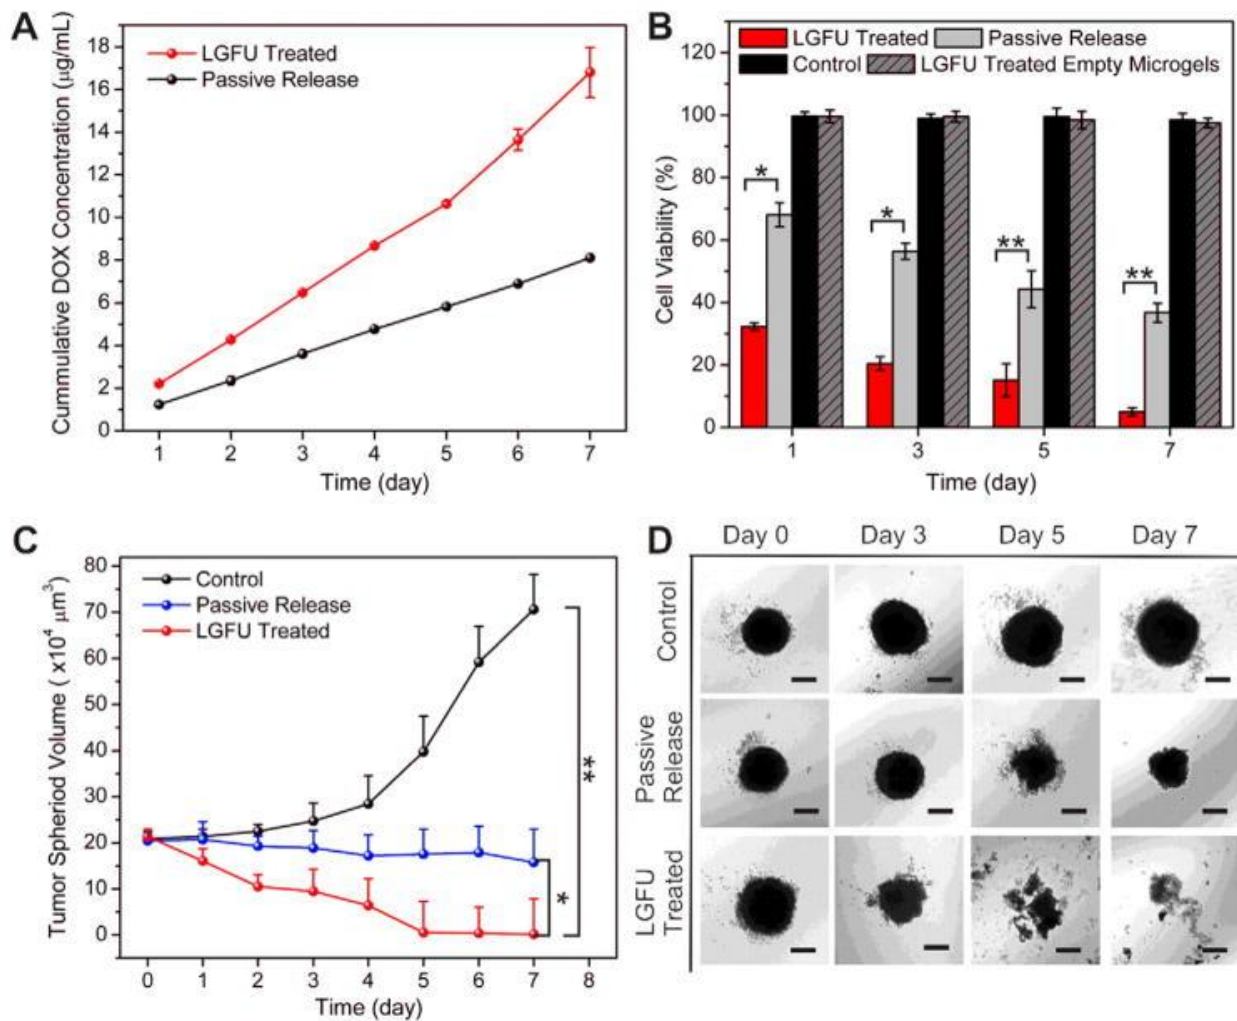 A
LGFU Treated
Passive Release
Cummulative DOX Concentration (μg/mL)
18
16
14
12
10
8
6
4
2
0
1 2 3 4 5 6 7
Time (day)
B
LGFU Treated Passive Release
Control LGFU Treated Empty Microgels
Cell Viability (%)
120
100
80
60
40
20
0
* * ** **
1 3 5 7
Time (day)
C
Control
Passive Release
LGFU Treated
Tumor Spheriod Volume ( x10⁴ μm³)
80
70
60
50
40
30
20
10
0
**
*
0 1 2 3 4 5 6 7 8
Time (day)
D
Day 0 Day 3 Day 5 Day 7
Control
Passive
Release
LGFU
Treated